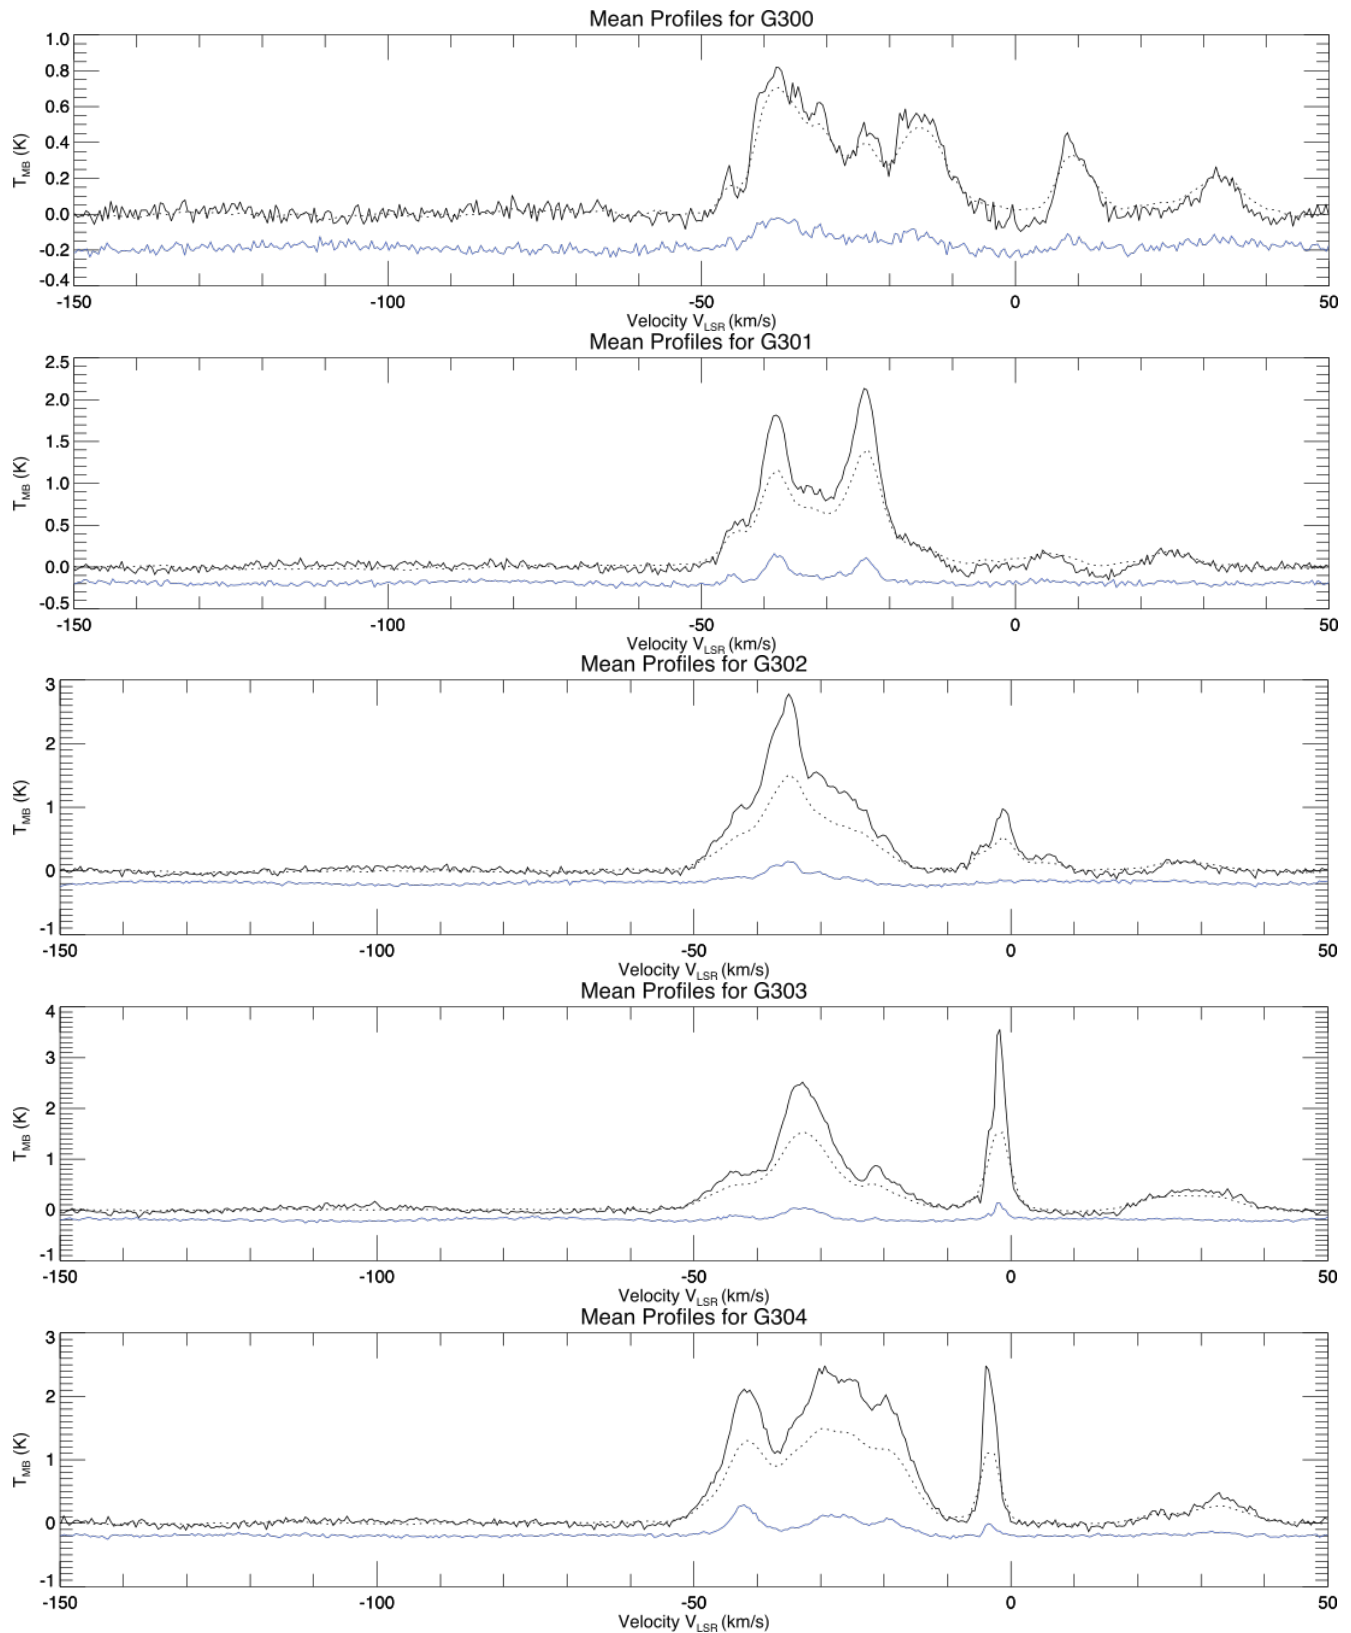 Mean Profiles for G300
1.0
0.8
0.6
0.4
0.2
0.0
-0.2
-0.4
T_MB (K)
-150 -100 -50 0 50
Velocity V_LSR (km/s)
Mean Profiles for G301
2.5
2.0
1.5
1.0
0.5
0.0
-0.5
T_MB (K)
-150 -100 -50 0 50
Velocity V_LSR (km/s)
Mean Profiles for G302
3
2
1
0
-1
T_MB (K)
-150 -100 -50 0 50
Velocity V_LSR (km/s)
Mean Profiles for G303
4
3
2
1
0
-1
T_MB (K)
-150 -100 -50 0 50
Velocity V_LSR (km/s)
Mean Profiles for G304
3
2
1
0
-1
T_MB (K)
-150 -100 -50 0 50
Velocity V_LSR (km/s)